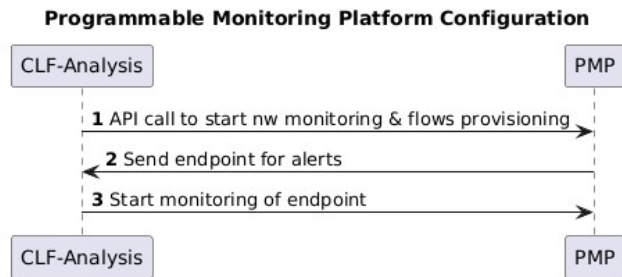 Programmable Monitoring Platform Configuration
CLF-Analysis PMP
1 API call to start nw monitoring & flows provisioning
2 Send endpoint for alerts
3 Start monitoring of endpoint
CLF-Analysis PMP